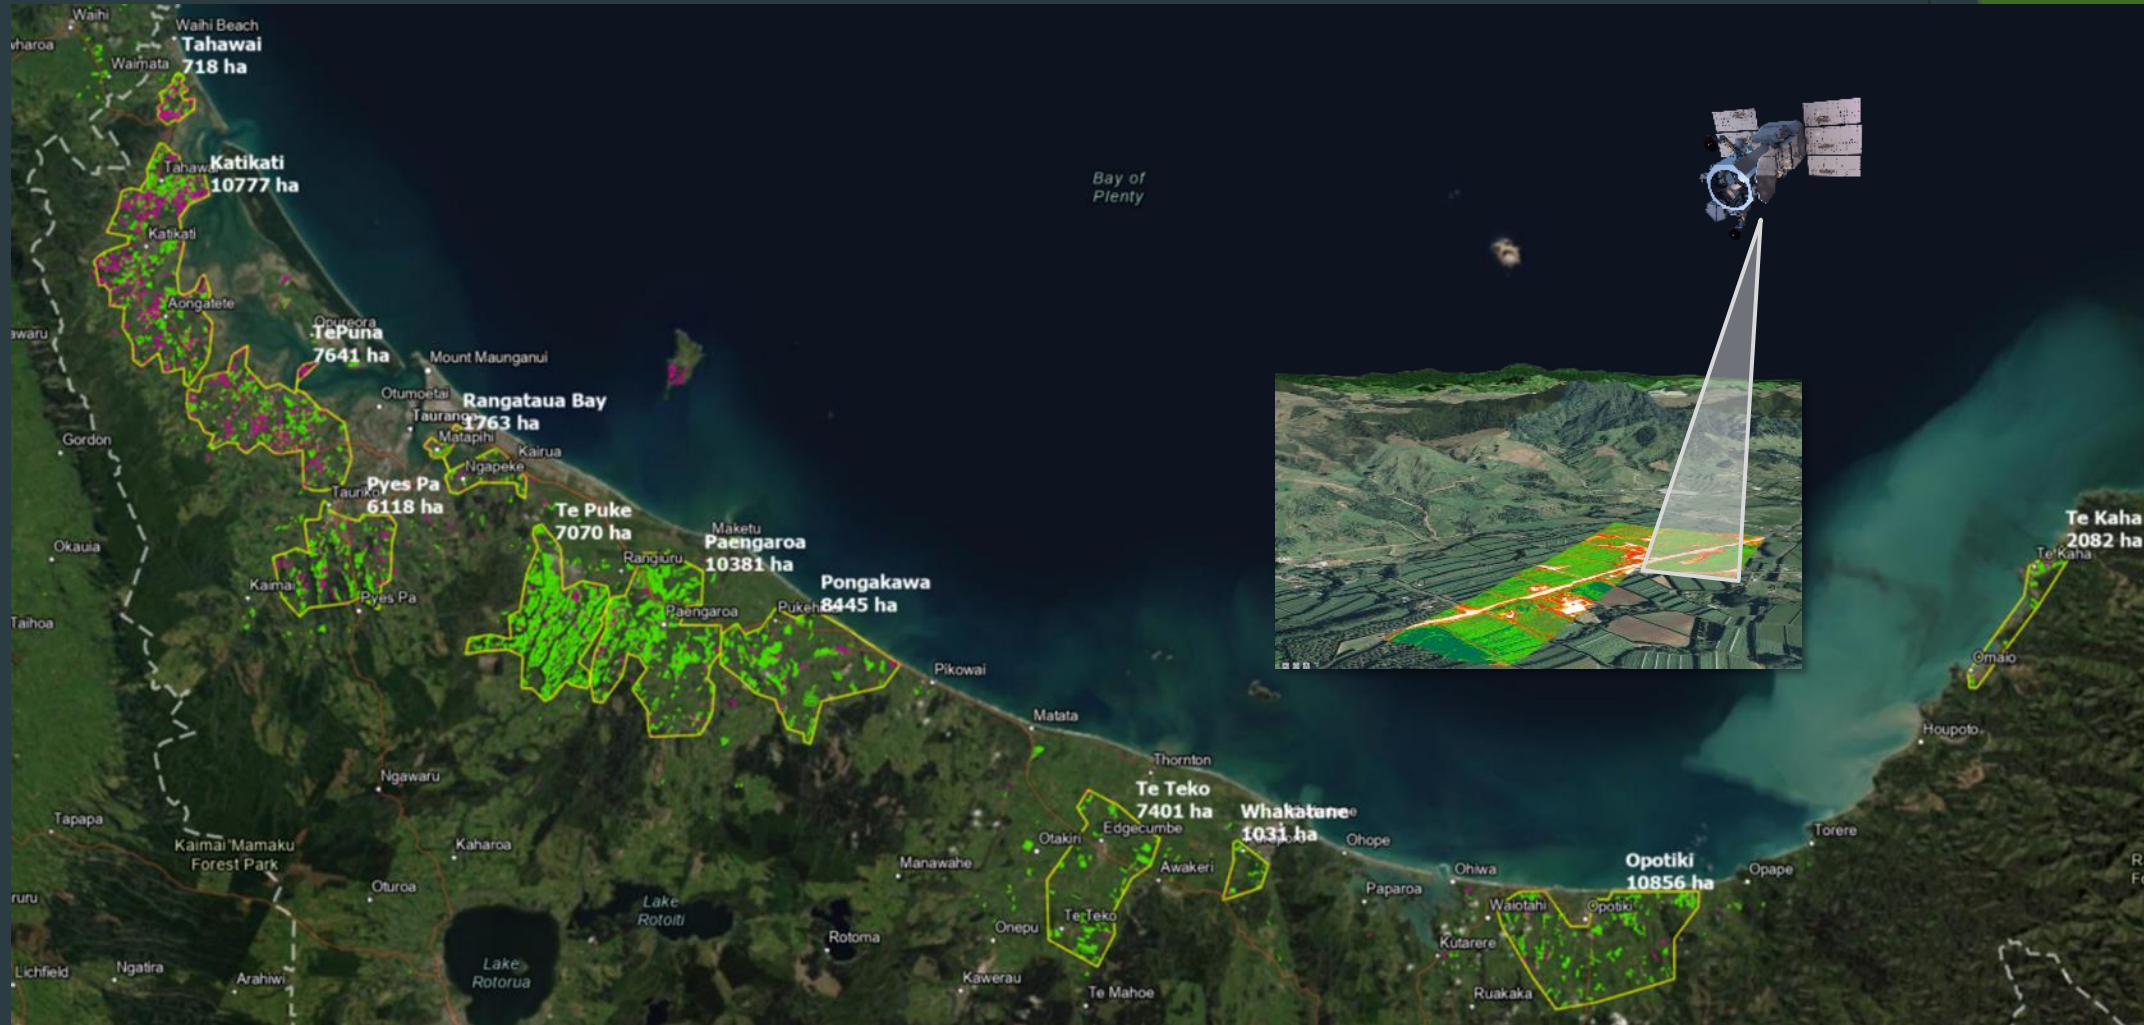 Waihi
Waihi Beach
Tahawai
718 ha
Waimata
Katikati
10777 ha
Katikati
Aongatete
Bay of
Plenty
TePuna
7641 ha
Mount Maunganui
Otumoetai
Rangataua Bay
1763 ha
Matapihi
Kairua
Ngapeke
Gordon
Pyes Pa
6118 ha
Te Puke
7070 ha
Maketu
Paengaroa
10381 ha
Rangiuru
Okauia
Kaimai
Pyes Pa
Pongakawa
8445 ha
Paengaroa
Te Kaha
2082 ha
Te Kaha
Taihoa
Omaio
Pikowai
Matata
Houpoto
Thornton
Ngawaru
Te Teko
7401 ha
Whakatane
1031 ha
Tapapa
Edgecumbe
Otakiri
Torere
Kaimai Mamaku
Forest Park
Kaharoa
Ohope
Manawahe
Awakeri
Opotiki
10856 ha
Ohiwa
Opape
Oturoa
Paparoa
Lake
Rotoiti
Waiotahi
Opotiki
Te Teko
Onepu
Rotoma
Kutarere
Lichfield
Ngatira
Arahiwi
Lake
Rotorua
Kawerau
Te Mahoe
Ruakaka